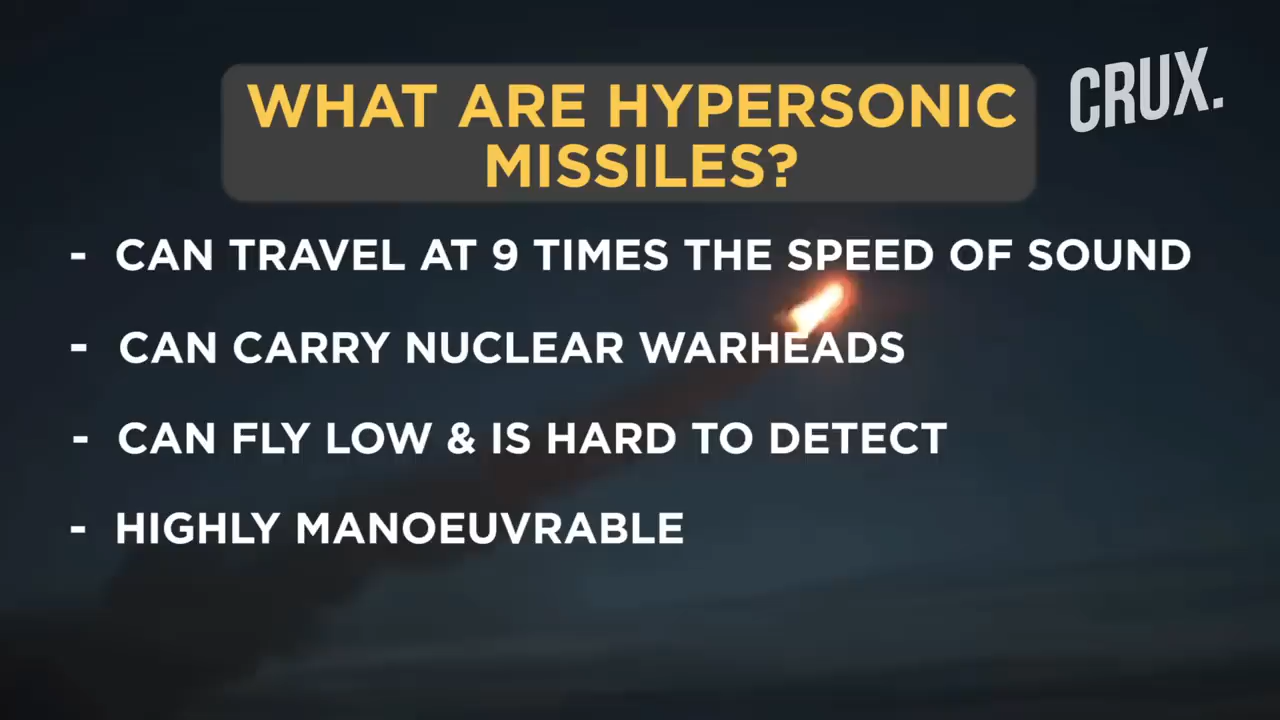 WHAT ARE HYPERSONIC
MISSILES?
CRUX.
- CAN TRAVEL AT 9 TIMES THE SPEED OF SOUND
- CAN CARRY NUCLEAR WARHEADS
- CAN FLY LOW & IS HARD TO DETECT
- HIGHLY MANOEUVRABLE